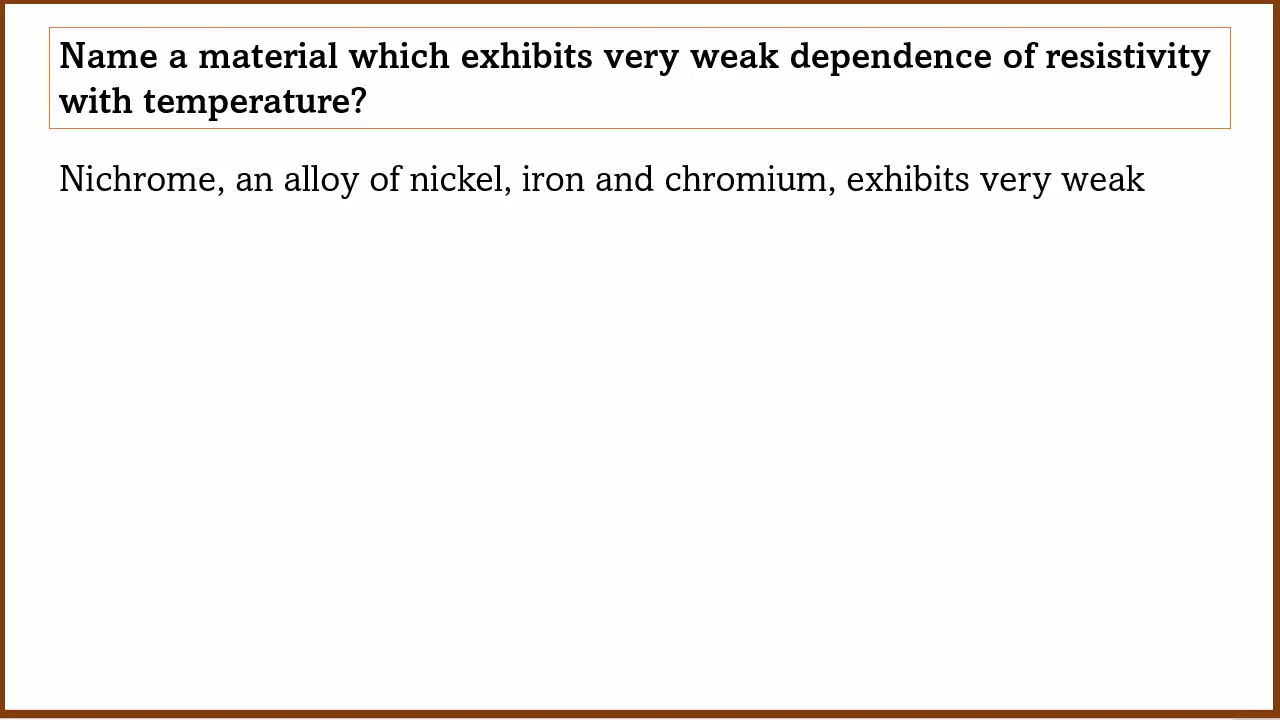 Name a material which exhibits very weak dependence of resistivity
with temperature?
Nichrome, an alloy of nickel, iron and chromium, exhibits very weak